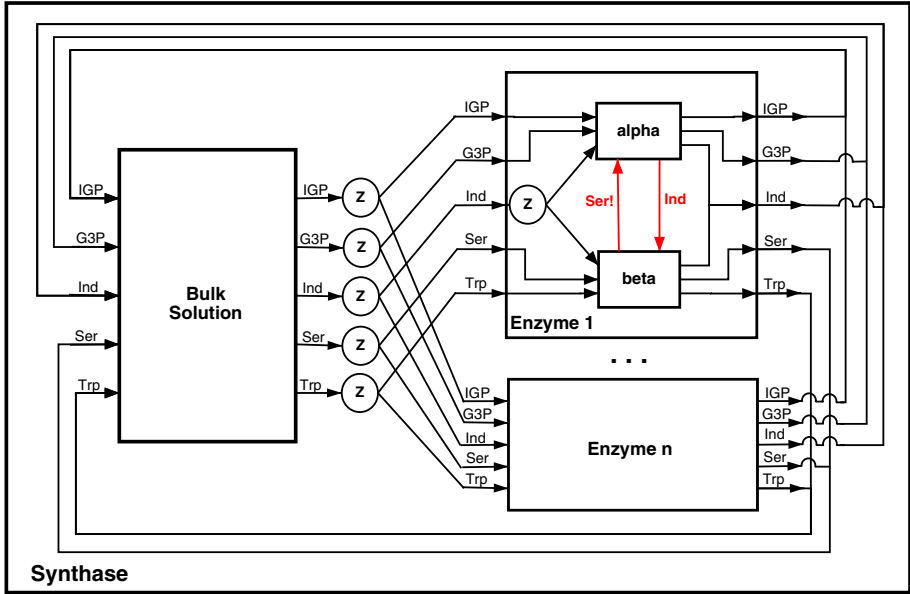 IGP
G3P
Ind
Ser
Trp
Bulk
Solution
IGP
G3P
Ind
Ser
Trp
Z
Z
Z
Z
Z
IGP
G3P
Ind
Ser
Trp
Z
alpha
Ser!
Ind
beta
Enzyme 1
IGP
G3P
Ind
Ser
Trp
. . .
IGP
G3P
Ind
Ser
Trp
Enzyme n
IGP
G3P
Ind
Ser
Trp
Synthase